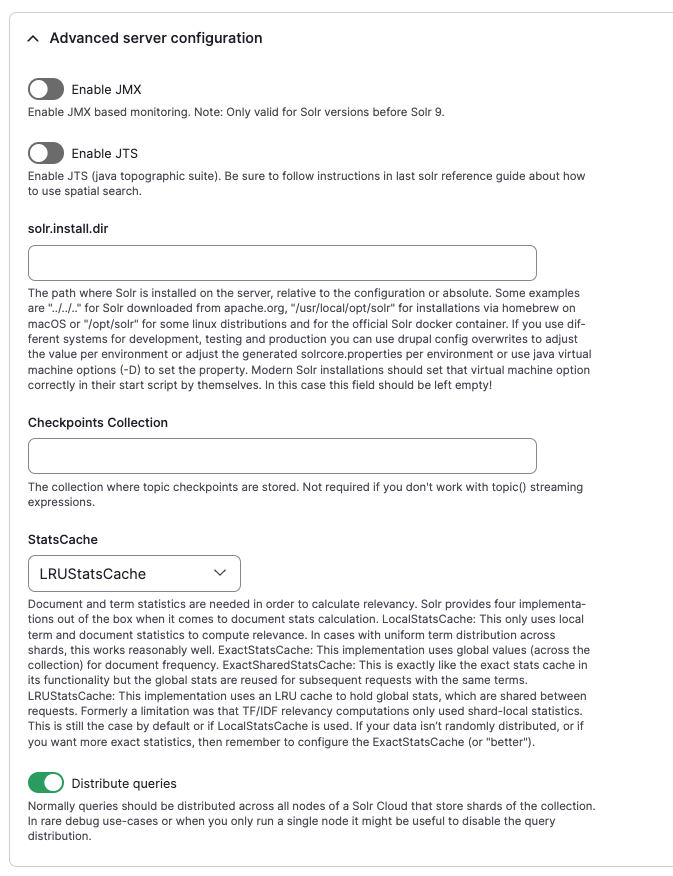 Advanced server configuration
Enable JMX
Enable JMX based monitoring. Note: Only valid for Solr versions before Solr 9.
Enable JTS
Enable JTS (java topographic suite). Be sure to follow instructions in last solr reference guide about how
to use spatial search.
solr.install.dir
The path where Solr is installed on the server, relative to the configuration or absolute. Some examples
are "../../.." for Solr downloaded from apache.org, "/usr/local/opt/solr" for installations via homebrew on
macOS or "/opt/solr" for some linux distributions and for the official Solr docker container. If you use dif-
ferent systems for development, testing and production you can use drupal config overwrites to adjust
the value per environment or adjust the generated solrcore.properties per environment or use java virtual
machine options (-D) to set the property. Modern Solr installations should set that virtual machine option
correctly in their start script by themselves. In this case this field should be left empty!
Checkpoints Collection
The collection where topic checkpoints are stored. Not required if you don't work with topic() streaming
expressions.
StatsCache
LRUStatsCache
Document and term statistics are needed in order to calculate relevancy. Solr provides four implementa-
tions out of the box when it comes to document stats calculation. LocalStatsCache: This only uses local
term and document statistics to compute relevance. In cases with uniform term distribution across
shards, this works reasonably well. ExactStatsCache: This implementation uses global values (across the
collection) for document frequency. ExactSharedStatsCache: This is exactly like the exact stats cache in
its functionality but the global stats are reused for subsequent requests with the same terms.
LRUStatsCache: This implementation uses an LRU cache to hold global stats, which are shared between
requests. Formerly a limitation was that TF/IDF relevancy computations only used shard-local statistics.
This is still the case by default or if LocalStatsCache is used. If your data isn’t randomly distributed, or if
you want more exact statistics, then remember to configure the ExactStatsCache (or "better").
Distribute queries
Normally queries should be distributed across all nodes of a Solr Cloud that store shards of the collection.
In rare debug use-cases or when you only run a single node it might be useful to disable the query
distribution.